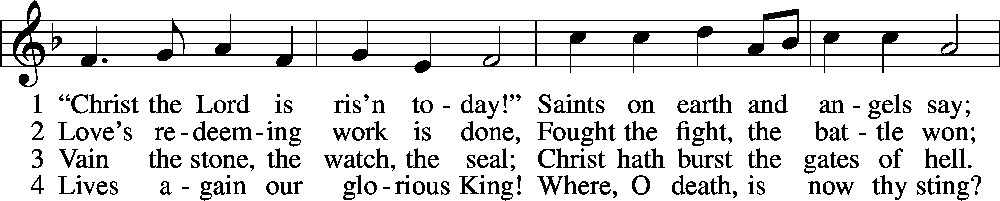 1 “Christ the Lord is ris’n to - day!” Saints on earth and an - gels say;
2 Love’s re - deem - ing work is done, Fought the fight, the bat - tle won;
3 Vain the stone, the watch, the seal; Christ hath burst the gates of hell.
4 Lives a - gain our glo - rious King! Where, O death, is now thy sting?